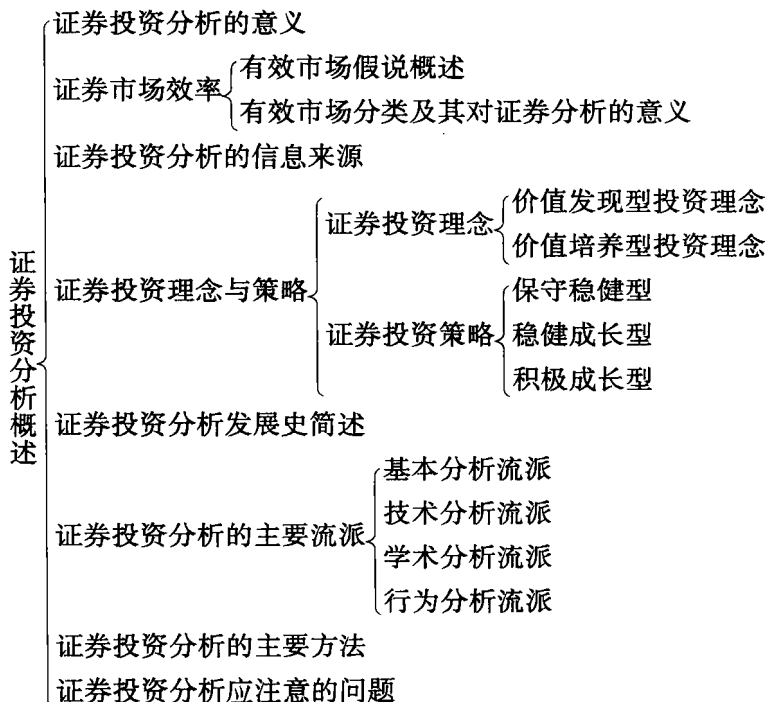 证券投资分析概述
证券投资分析的意义
证券市场效率
有效市场假说概述
有效市场分类及其对证券分析的意义
证券投资分析的信息来源
证券投资理念与策略
证券投资理念
价值发现型投资理念
价值培养型投资理念
证券投资策略
保守稳健型
稳健成长型
积极成长型
证券投资分析发展史简述
证券投资分析的主要流派
基本分析流派
技术分析流派
学术分析流派
行为分析流派
证券投资分析的主要方法
证券投资分析应注意的问题